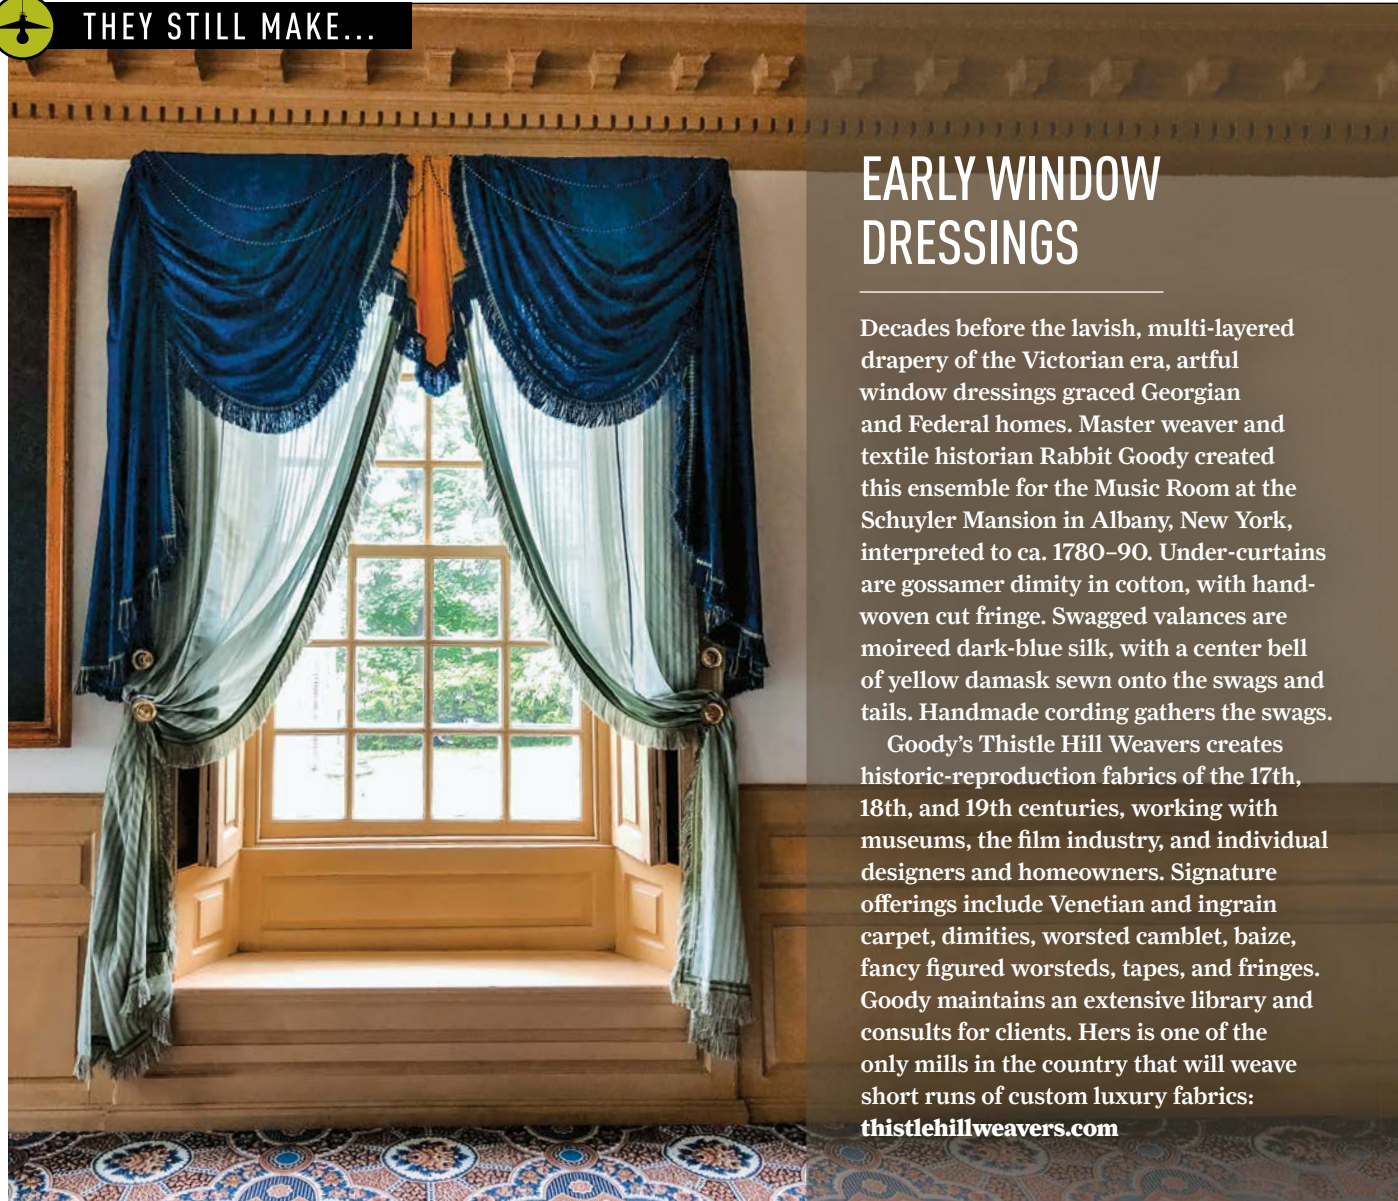 THEY STILL MAKE...
EARLY WINDOW
DRESSINGS
Decades before the lavish, multi-layered
drapery of the Victorian era, artful
window dressings graced Georgian
and Federal homes. Master weaver and
textile historian Rabbit Goody created
this ensemble for the Music Room at the
Schuyler Mansion in Albany, New York,
interpreted to ca. 1780–90. Under-curtains
are gossamer dimity in cotton, with hand-
woven cut fringe. Swagged valances are
moireed dark-blue silk, with a center bell
of yellow damask sewn onto the swags and
tails. Handmade cording gathers the swags.
Goody’s Thistle Hill Weavers creates
historic-reproduction fabrics of the 17th,
18th, and 19th centuries, working with
museums, the film industry, and individual
designers and homeowners. Signature
offerings include Venetian and ingrain
carpet, dimities, worsted camblet, baize,
fancy figured worsteds, tapes, and fringes.
Goody maintains an extensive library and
consults for clients. Hers is one of the
only mills in the country that will weave
short runs of custom luxury fabrics:
thistlehillweavers.com